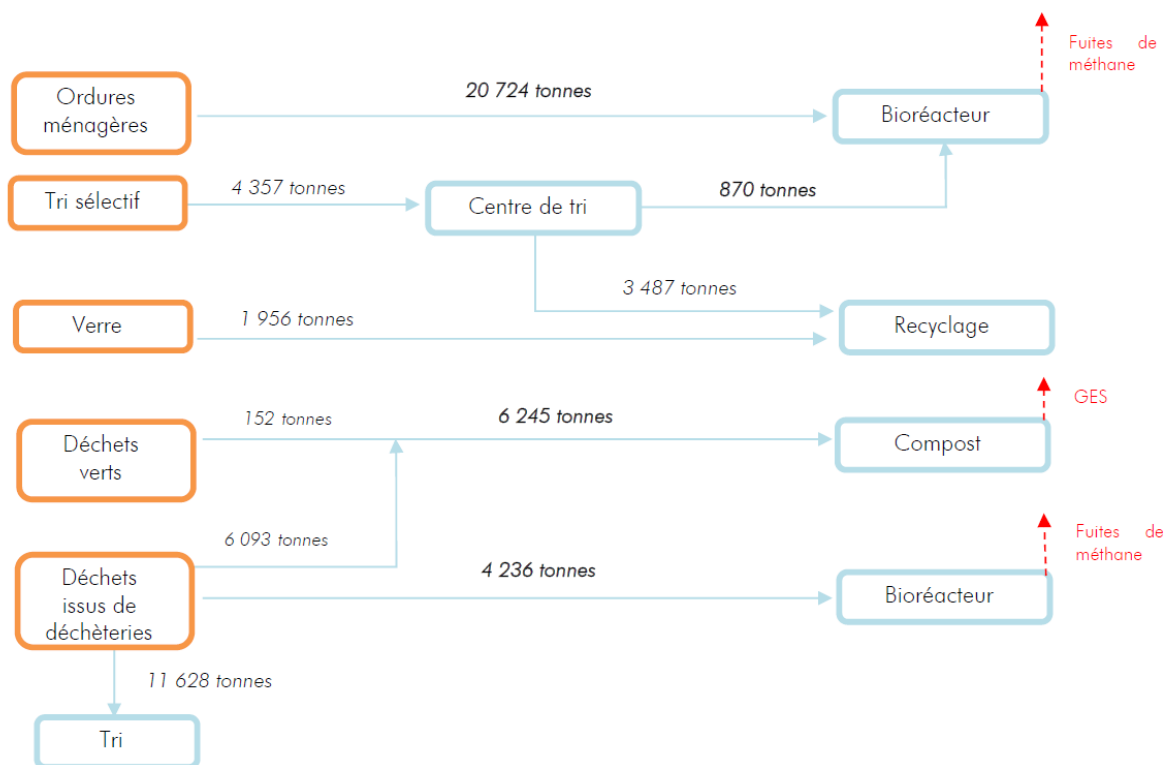 Fuites de
méthane
20 724 tonnes
Ordures
ménagères
Bioréacteur
4 357 tonnes
Tri sélectif
Centre de tri
870 tonnes
3 487 tonnes
1 956 tonnes
Verre
Recyclage
GES
152 tonnes
6 245 tonnes
Déchets
verts
Compost
6 093 tonnes
Fuites de
méthane
4 236 tonnes
Déchets
issus de
déchèteries
Bioréacteur
11 628 tonnes
Tri